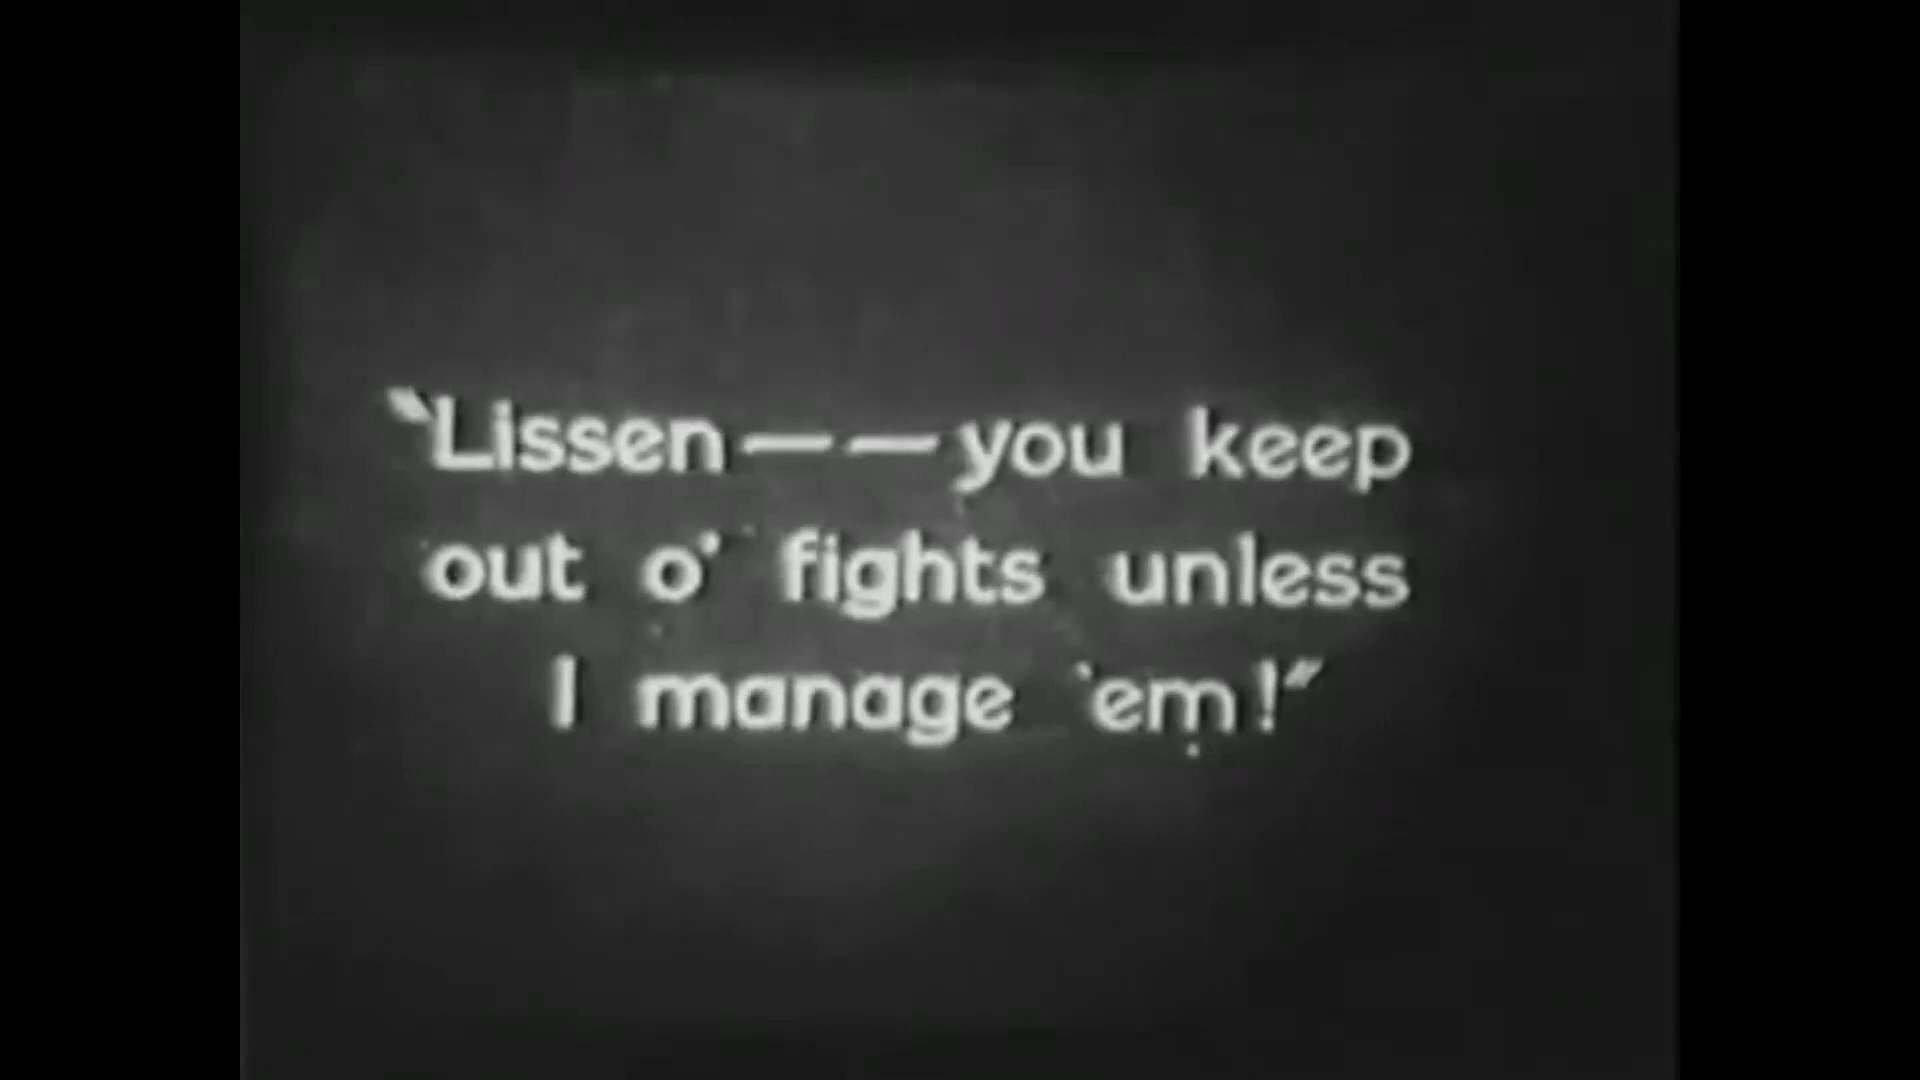 "Lissen——you keep
out o' fights unless
I manage 'em!"